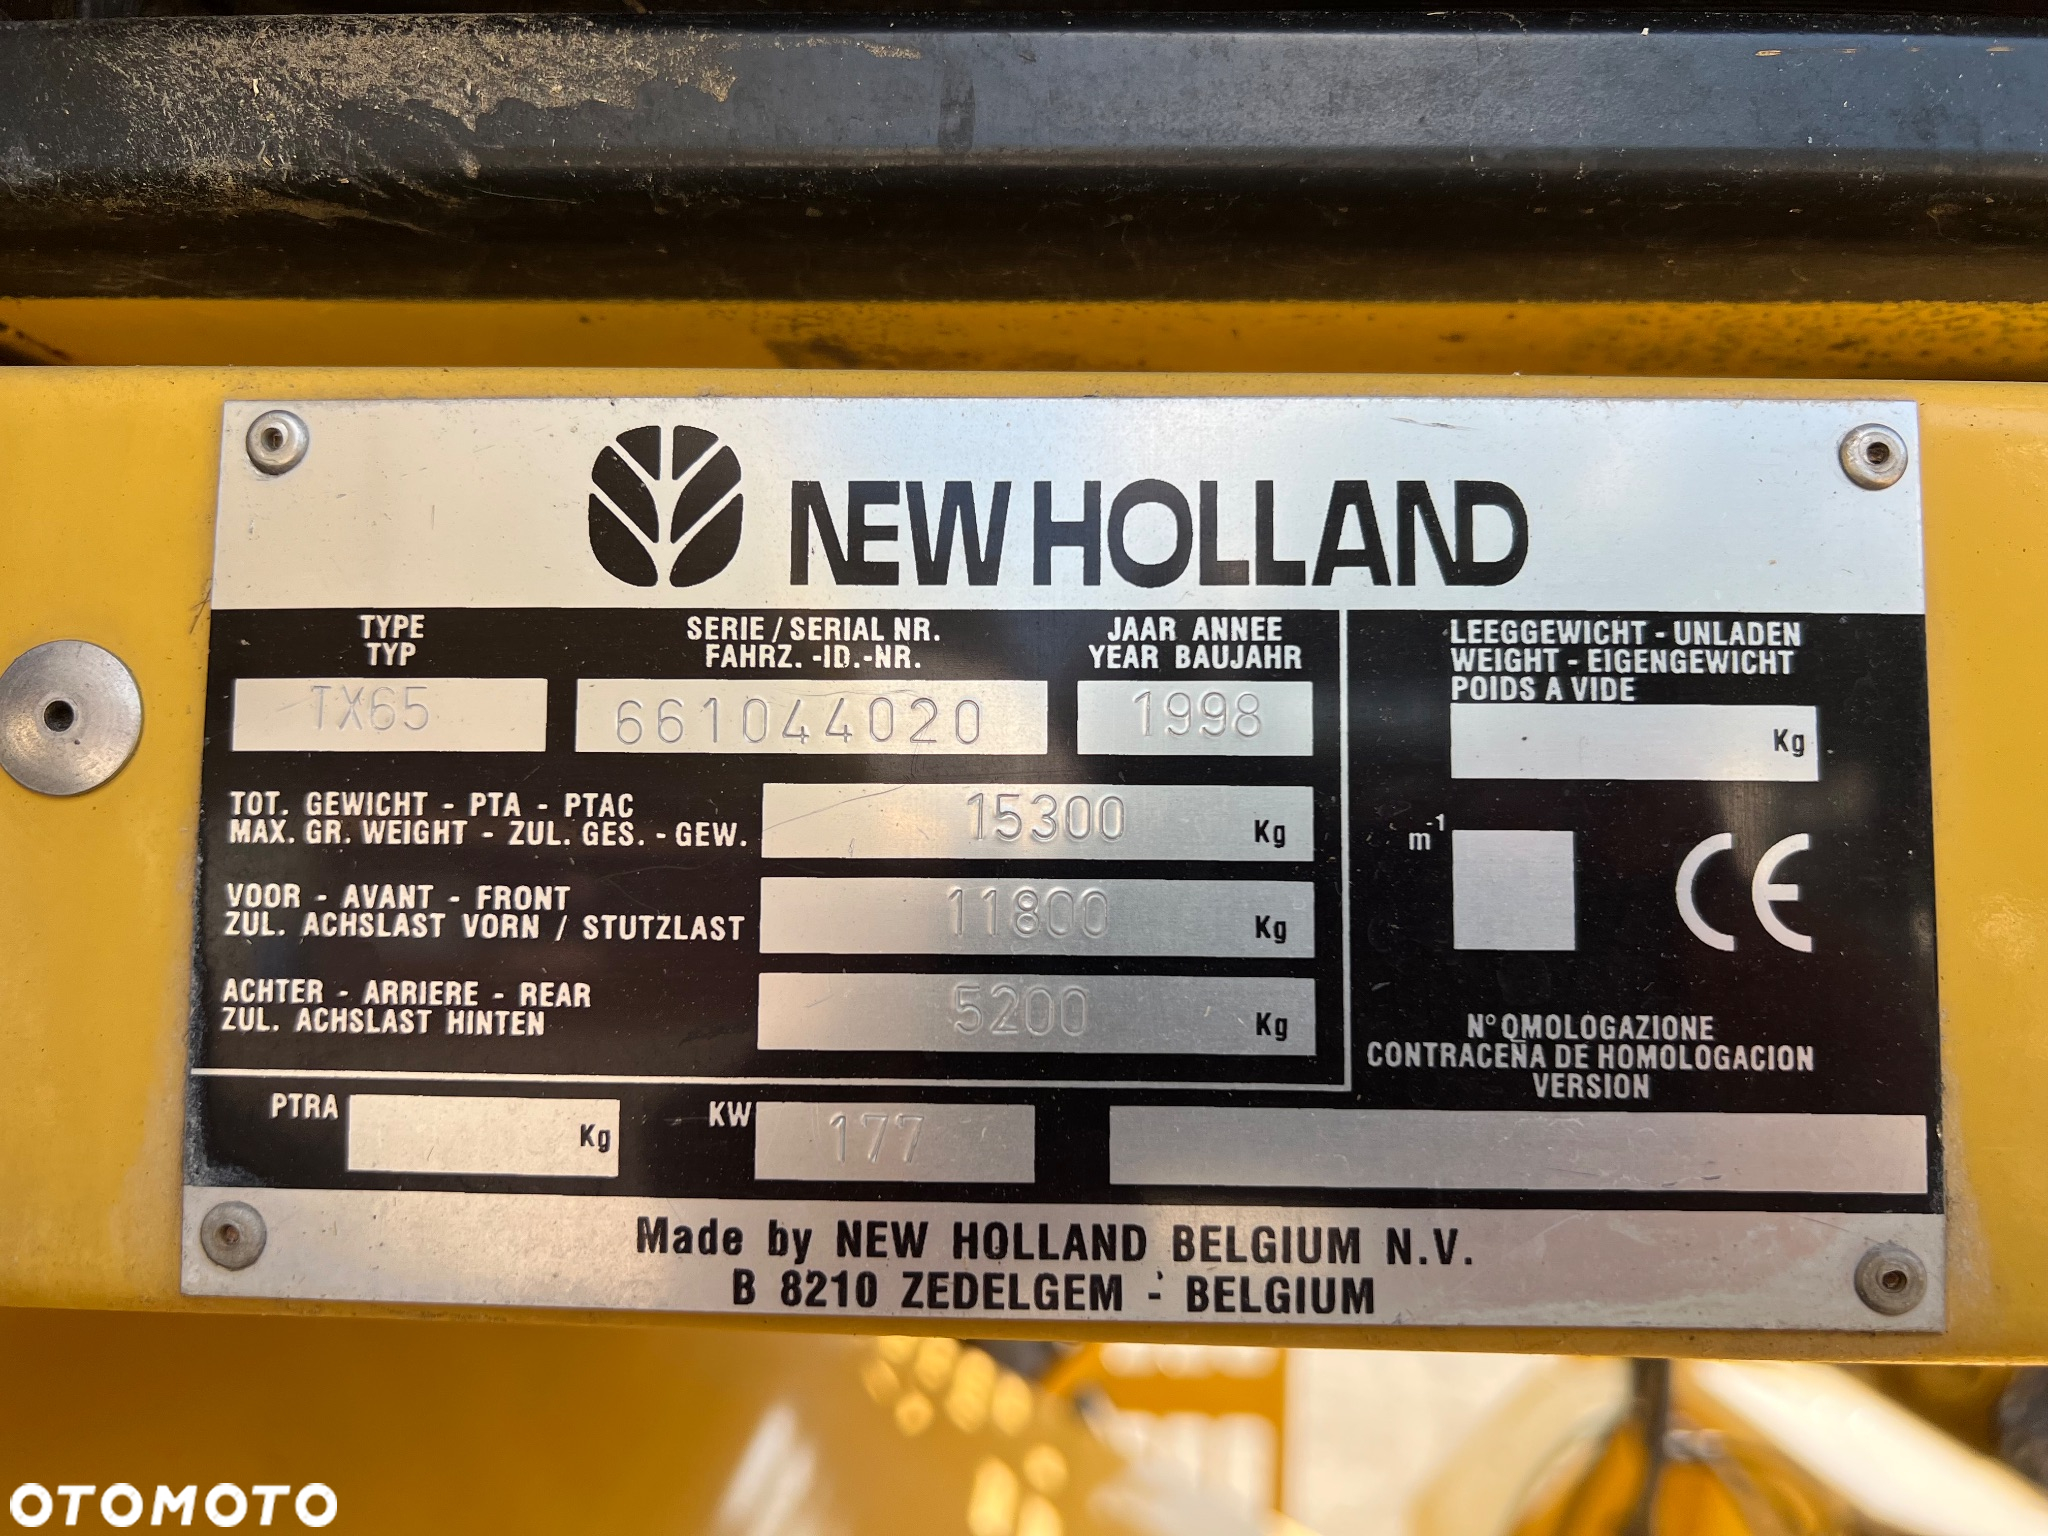 NEW HOLLAND
TYPE
TYP
TX65
SERIE / SERIAL NR.
FAHRZ. -ID.-NR.
661044020
JAAR ANNEE
YEAR BAUJAHR
1998
LEEGGEWICHT - UNLADEN
WEIGHT - EIGENGEWICHT
POIDS A VIDE
Kg
TOT. GEWICHT - PTA - PTAC
MAX. GR. WEIGHT - ZUL. GES. - GEW.
15300 Kg
VOOR - AVANT - FRONT
ZUL. ACHSLAST VORN / STUTZLAST
11800 Kg
ACHTER - ARRIERE - REAR
ZUL. ACHSLAST HINTEN
5200 Kg
m-1
CE
N° OMOLOGAZIONE
CONTRACEÑA DE HOMOLOGACION
VERSION
PTRA Kg
KW 177
Made by NEW HOLLAND BELGIUM N.V.
B 8210 ZEDELGEM - BELGIUM
OTOMOTO